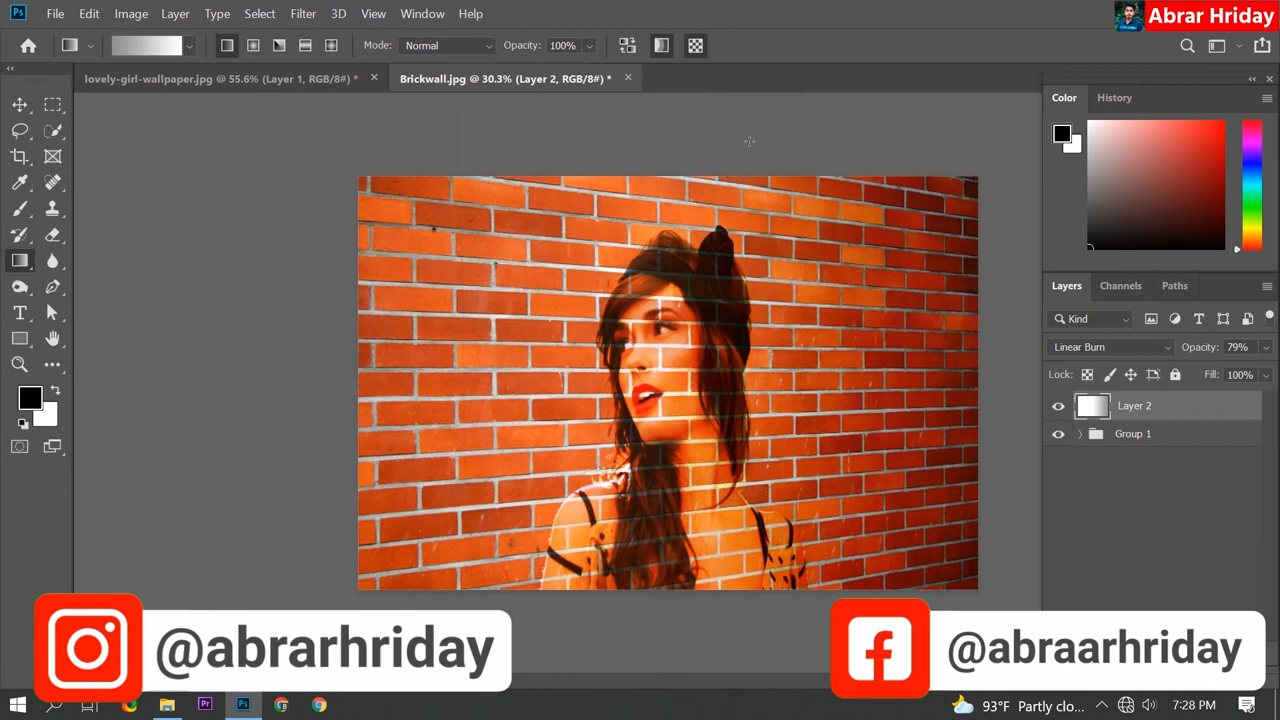 Ps File Edit Image Layer Type Select Filter 3D View Window Help
Abrar Hriday
Mode: Normal Opacity: 100%
lovely-girl-wallpaper.jpg @ 55.6% (Layer 1, RGB/8#) * Brickwall.jpg @ 30.3% (Layer 2, RGB/8#) *
Color History
Layers Channels Paths
Kind
Linear Burn Opacity: 79%
Lock: Fill: 100%
Layer 2
Group 1
@abrarhriday
@abraarhriday
Pr Ps 93°F Partly clo... 7:28 PM